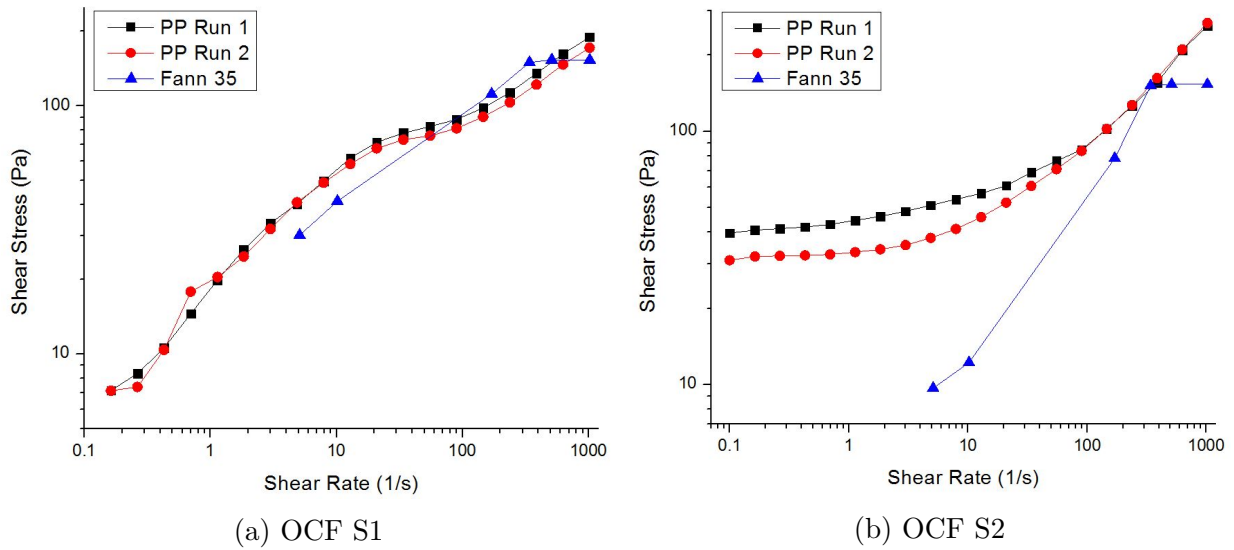 PP Run 1
PP Run 2
Fann 35
100
10
Shear Stress (Pa)
0.1 1 10 100 1000
Shear Rate (1/s)
(a) OCF S1
PP Run 1
PP Run 2
Fann 35
100
10
Shear Stress (Pa)
0.1 1 10 100 1000
Shear Rate (1/s)
(b) OCF S2